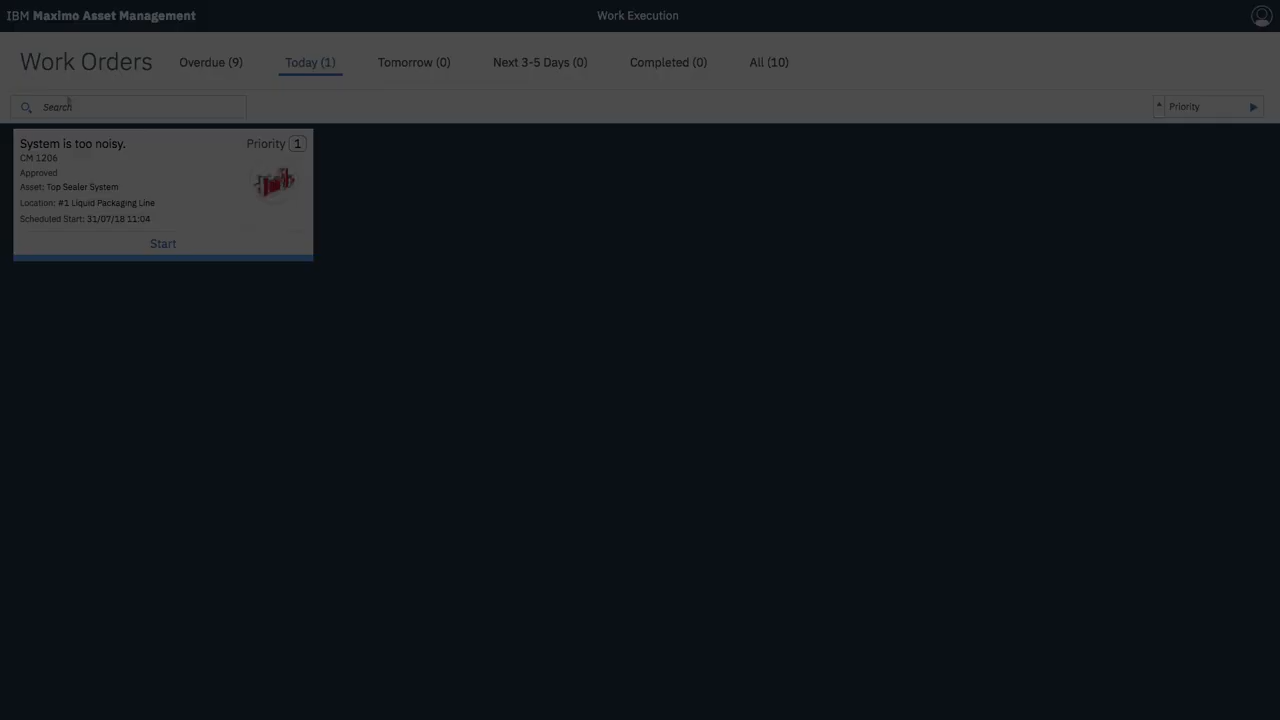 IBM Maximo Asset Management
Work Execution
Work Orders
Overdue (9)
Today (1)
Tomorrow (0)
Next 3-5 Days (0)
Completed (0)
All (10)
Search
Priority
System is too noisy.
Priority 1
CM 1206
Approved
Asset: Top Sealer System
Location: #1 Liquid Packaging Line
Scheduled Start: 31/07/18 11:04
Start